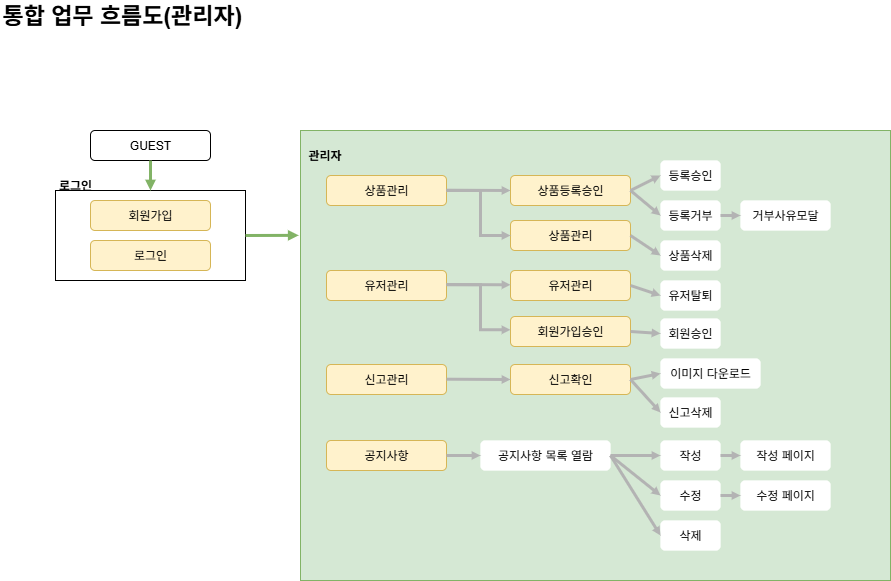 통합 업무 흐름도(관리자)
GUEST
로그인
회원가입
로그인
관리자
상품관리
상품등록승인
등록승인
등록거부
거부사유모달
상품관리
상품삭제
유저관리
유저관리
유저탈퇴
회원가입승인
회원승인
신고관리
신고확인
이미지 다운로드
신고삭제
공지사항
공지사항 목록 열람
작성
작성 페이지
수정
수정 페이지
삭제